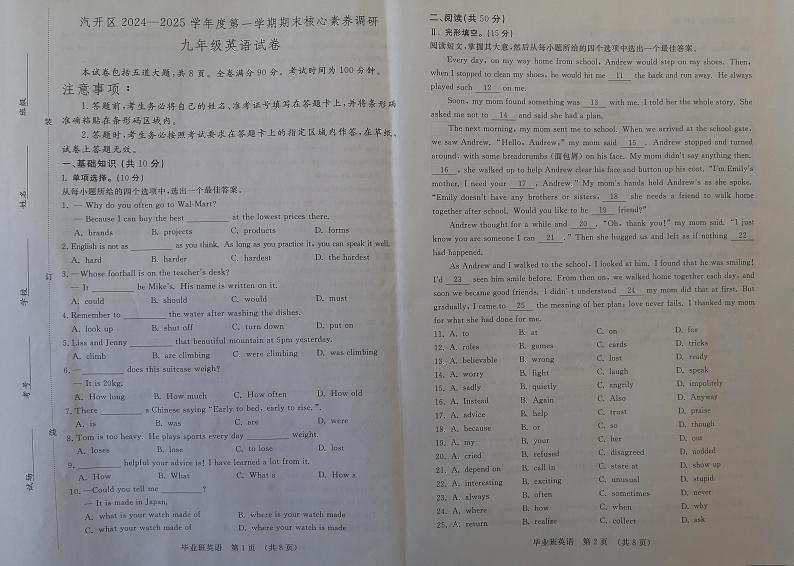 汽开区 2024—2025 学年度第一学期期末核心素养调研
九年级英语试卷
本试卷包括五道大题,共 8 页。全卷满分 90 分。考试时间为 100 分钟。
注意事项:
1. 答题前,考生务必将自己的姓名、准考证号填写在答题卡上,并将条形码
准确粘贴在条形码区域内。
2. 答题时,考生务必按照考试要求在答题卡上的指定区域内作答,在草纸、
试卷上答题无效。
一、基础知识 (共 10 分)
I. 单项选择。(10 分)
从每小题所给的四个选项中,选出一个最佳答案。
1. — Why do you often go to Wal-Mart?
— Because I can buy the best ________ at the lowest prices there.
A. brands B. projects C. products D. forms
2. English is not as ________ as you think. As long as you practice it, you can speak it well.
A. hard B. harder C. hardest D. the hardest
3. — Whose football is on the teacher's desk?
— It ________ be Mike's. His name is written on it.
A. could B. should C. would D. must
4. Remember to ________ the water after washing the dishes.
A. look up B. shut off C. turn down D. put on
5. Liss and Jenny ________ that beautiful mountain at 5pm yesterday.
A. climb B. are climbing C. were climbing D. was climbing
6. — ________ does this suitcase weigh?
— It is 20kg.
A. How long B. How much C. How often D. How old
7. There ________ a Chinese saying "Early to bed, early to rise.".
A. is B. was C. are D. were
8. Tom is too heavy. He plays sports every day ________ weight.
A. loses B. lose C. to lose D. lost
9. ________ helpful your advice is! I have learned a lot from it.
A. How B. What C. What a D. How a
10. —Could you tell me ________?
— It is made in Japan.
A. what is your watch made of B. where is your watch made
C. what your watch made of D. where your watch is made
毕业班英语 第 1 页 (共 8 页)
班级
姓名
学校
考号
试场
装
订
线
二、阅读(共 50 分)
II. 完形填空。(15 分)
阅读短文,掌握其大意,然后从每小题所给的四个选项中选出一个最佳答案。
Every day, on my way home from school, Andrew would step on my shoes. Then,
when I stopped to clean my shoes, he would hit me 11 the back and run away. He always
played such 12 on me.
Soon, my mom found something was 13 with me. I told her the whole story. She
asked me not to 14 and said she had a plan.
The next morning, my mom sent me to school. When we arrived at the school gate,
we saw Andrew. "Hello, Andrew," my mom said 15 . Andrew stopped and turned
around, with some breadcrumbs (面包屑) on his face. My mom didn't say anything then.
16 , she walked up to help Andrew clear his face and button up his coat. "I'm Emily's
mother. I need your 17 , Andrew." My mom's hands held Andrew's as she spoke.
"Emily doesn't have any brothers or sisters, 18 she needs a friend to walk home
together after school. Would you like to be 19 friend?"
Andrew thought for a while and 20 . "Oh, thank you!" my mom said. "I just
know you are someone I can 21 ." Then she hugged us and left as if nothing 22
had happened.
As Andrew and I walked to the school, I looked at him. I found that he was smiling!
I'd 23 seen him smile before. From then on, we walked home together each day, and
soon we became good friends. I didn't understand 24 my mom did that at first. But
gradually, I came to 25 the meaning of her plan: love never fails. I thanked my mom
for what she had done for me.
11. A. to B. at C. on D. for
12. A. roles B. games C. cards D. tricks
13. A. believable B. wrong C. lost D. ready
14. A. worry B. fight C. laugh D. speak
15. A. sadly B. quietly C. angrily D. impolitely
16. A. Instead B. Again C. Also D. Anyway
17. A. advice B. help C. trust D. praise
18. A. because B. or C. so D. though
19. A. my B. your C. her D. our
20. A. cried B. refused C. disagreed D. nodded
21. A. depend on B. call in C. stare at D. show up
22. A. interesting B. exciting C. unusual D. stupid
23. A. always B. often C. sometimes D. never
24. A. where B. how C. when D. why
25. A. return B. realize C. collect D. ask
毕业班英语 第 2 页 (共 8 页)